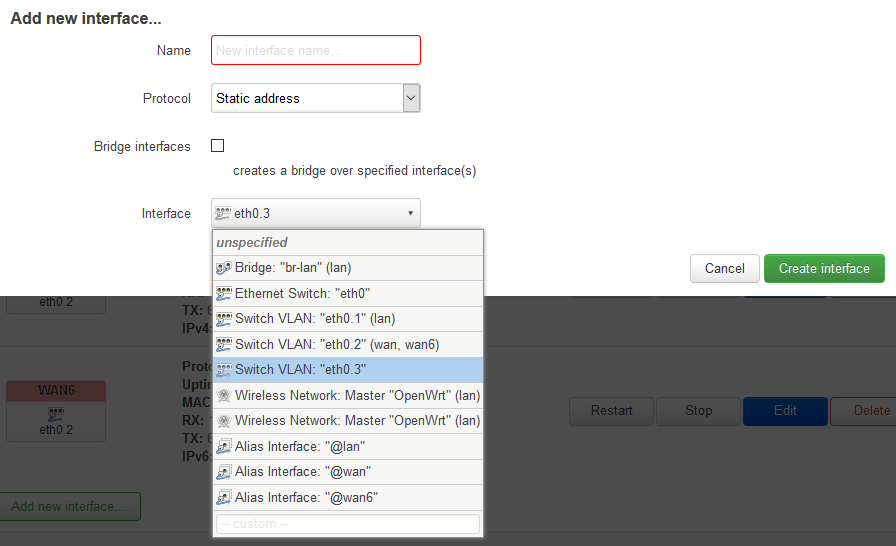 Add new interface...
Name New interface name...
Protocol Static address
Bridge interfaces
creates a bridge over specified interface(s)
Interface eth0.3
unspecified
Bridge: "br-lan" (lan)
Cancel Create interface
Ethernet Switch: "eth0"
eth0.2
TX:
Switch VLAN: "eth0.1" (lan)
IPv4:
Switch VLAN: "eth0.2" (wan, wan6)
Switch VLAN: "eth0.3"
WAN6
Wireless Network: Master "OpenWrt" (lan)
MAC
Restart Stop Edit Delete
RX:
Wireless Network: Master "OpenWrt" (lan)
eth0.2
TX:
Alias Interface: "@lan"
IPv6:
Alias Interface: "@wan"
Alias Interface: "@wan6"
Add new interface...
-- custom --